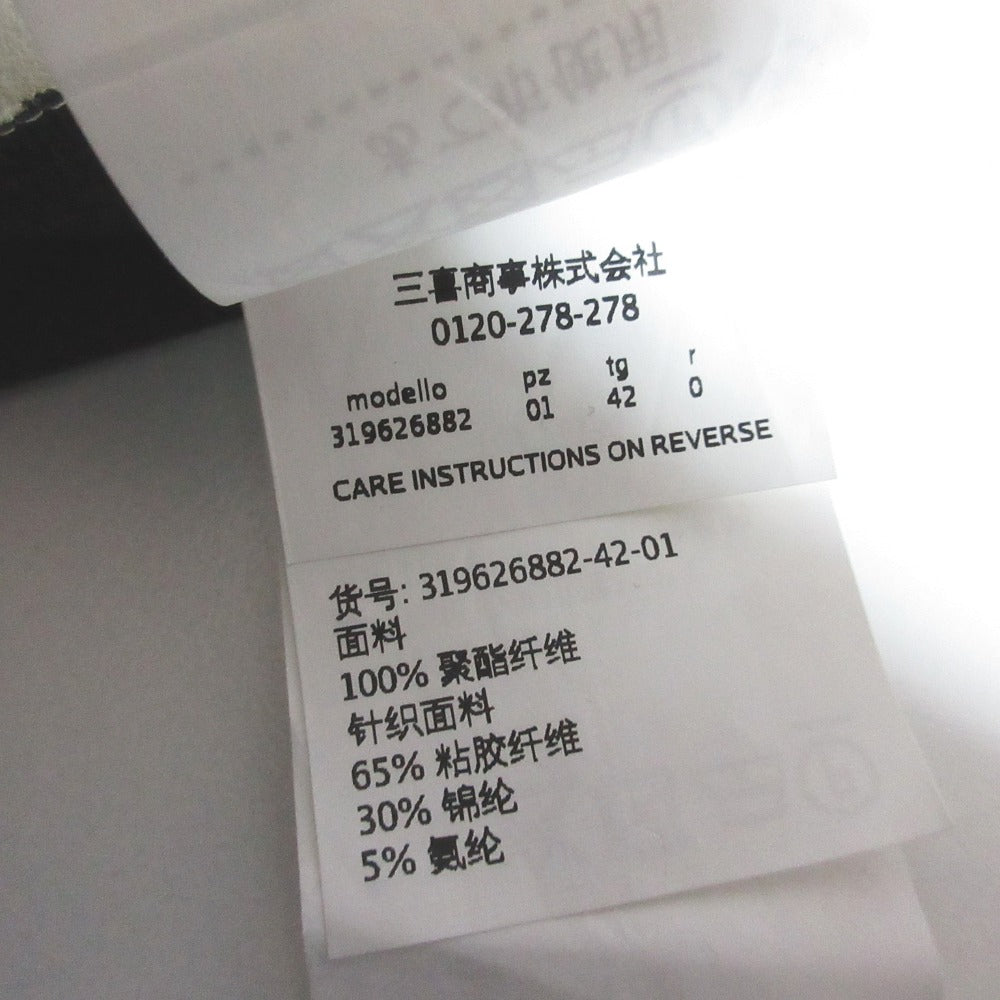 三喜商事株式会社
0120-278-278
modello pz tg r
319626882 01 42 0
CARE INSTRUCTIONS ON REVERSE
货号: 319626882-42-01
面料
100% 聚酯纤维
针织面料
65% 粘胶纤维
30% 锦纶
5% 氨纶